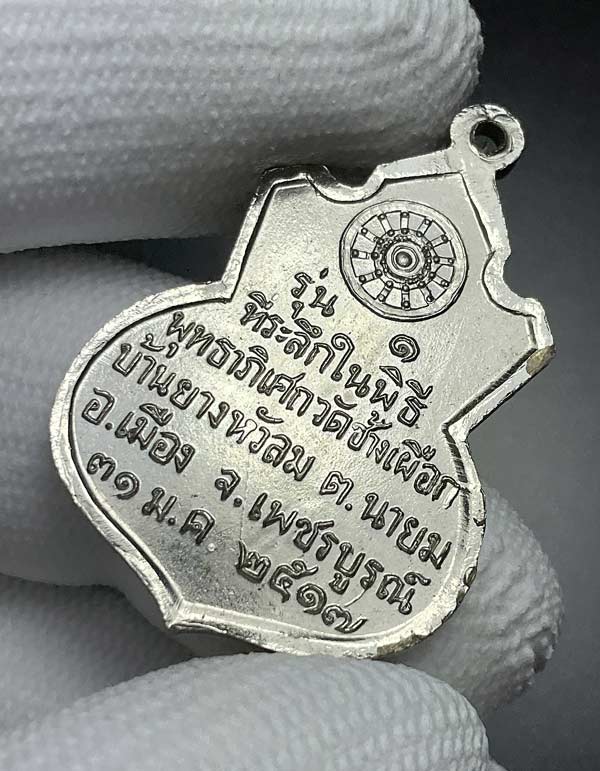 รุ่น ๑
ที่ระลึกในพิธี
พุทธาภิเศกวัดช้างเผือก
บ้านยางหัวลม ต.นายม
อ.เมือง จ.เพชรบูรณ์
๓๑ ม.ค ๒๕๑๗